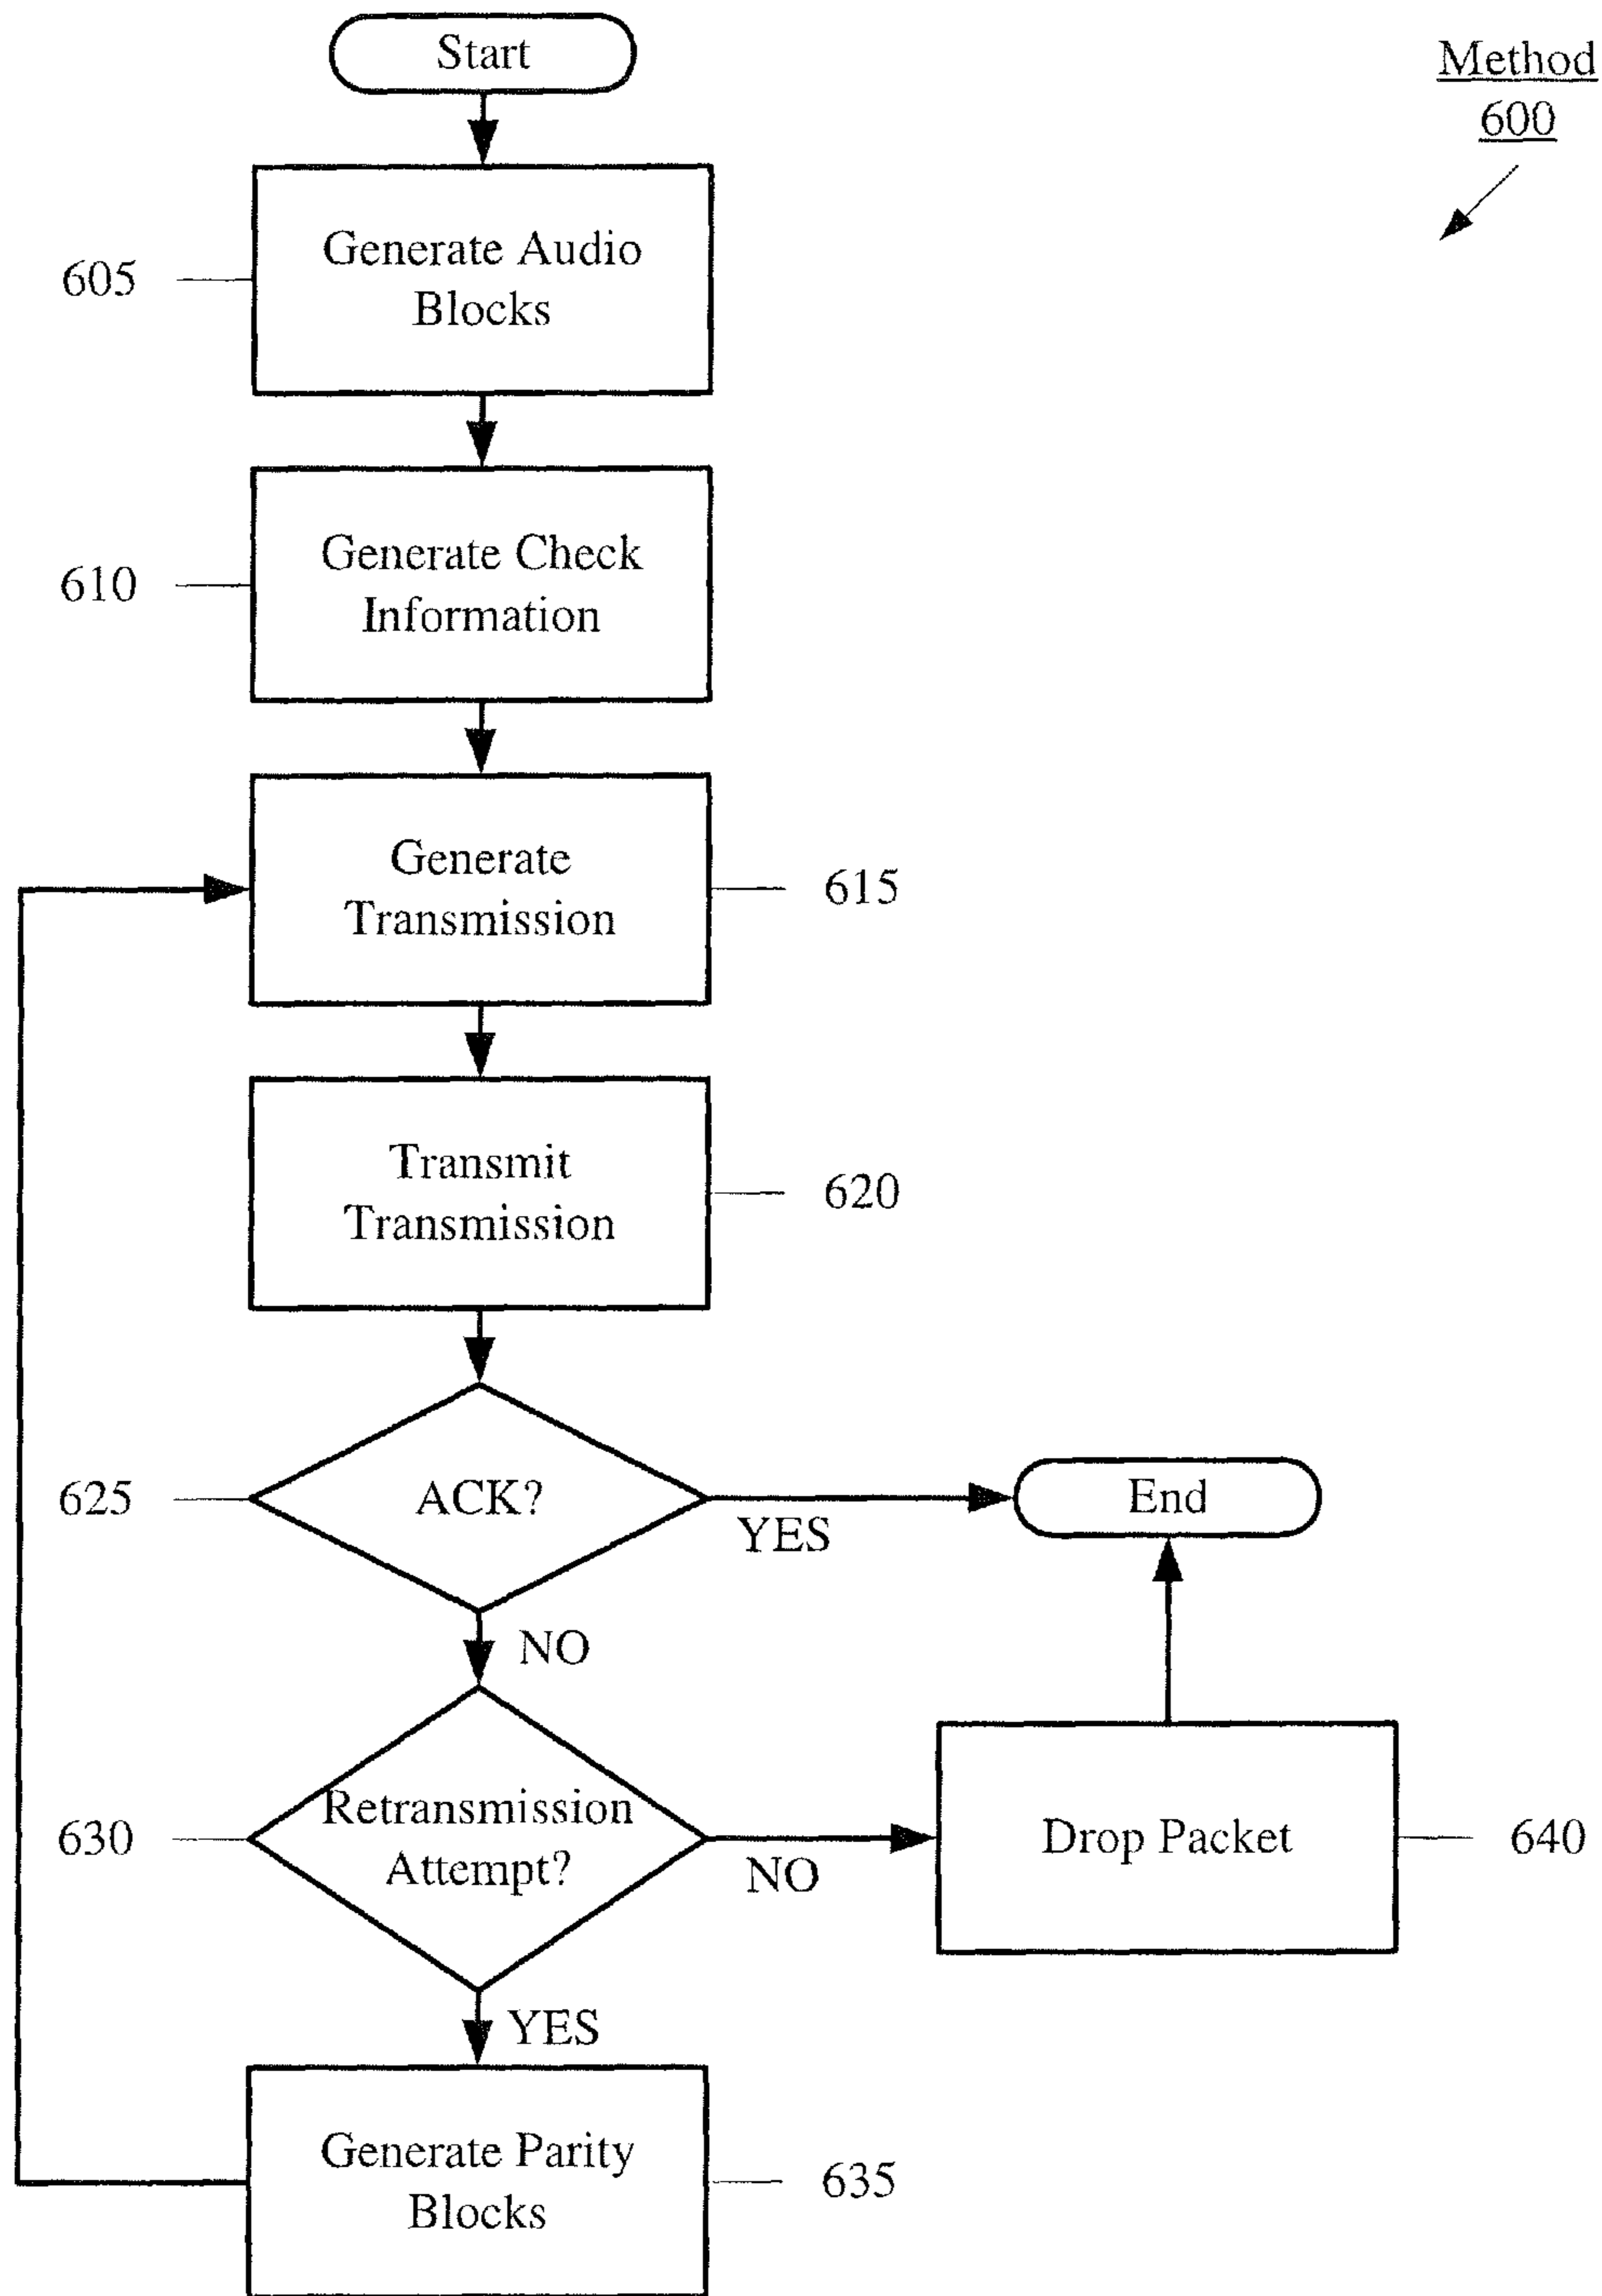 Start
Method
600
605
Generate Audio
Blocks
610
Generate Check
Information
Generate
Transmission
615
Transmit
Transmission
620
625
ACK?
YES
End
NO
630
Retransmission
Attempt?
NO
Drop Packet
640
YES
Generate Parity
Blocks
635